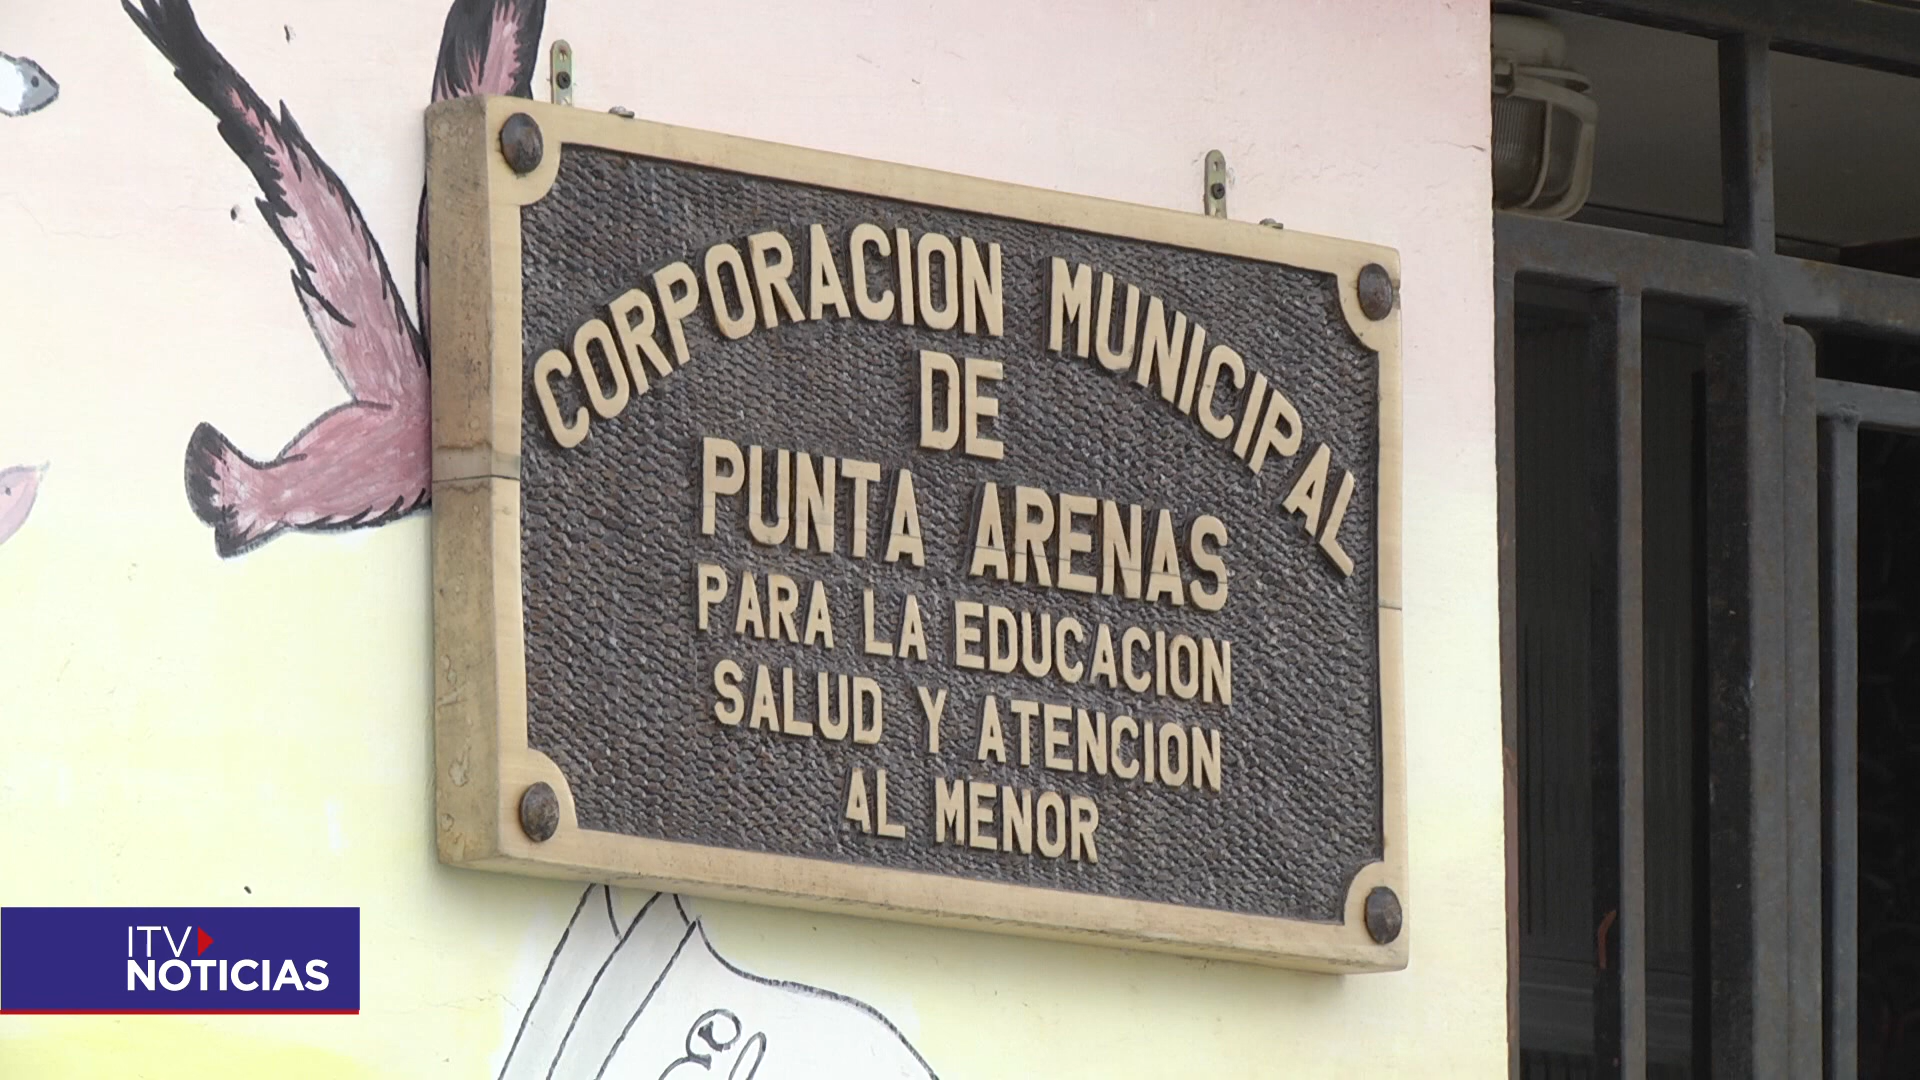 CORPORACION MUNICIPAL
DE
PUNTA ARENAS
PARA LA EDUCACION
SALUD Y ATENCION
AL MENOR
ITV
NOTICIAS